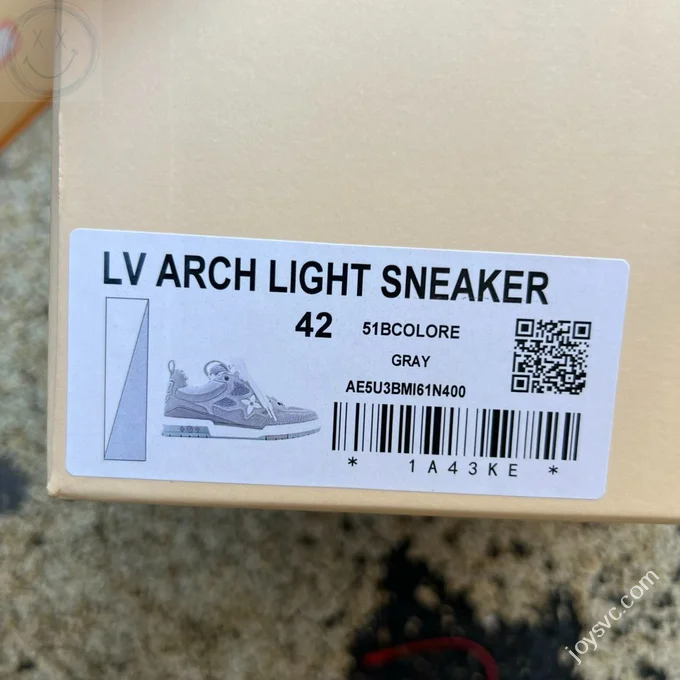 LV ARCH LIGHT SNEAKER
42 51BCOLORE
GRAY
AE5U3BMI61N400
* 1A43KE *
joysvc.com